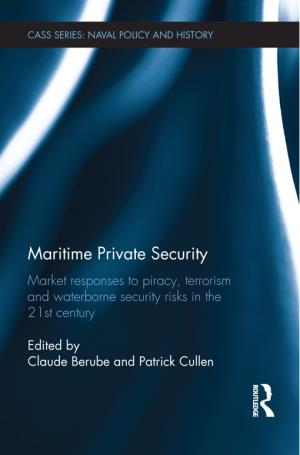 CASS SERIES: NAVAL POLICY AND HISTORY
Maritime Private Security
Market responses to piracy, terrorism
and waterborne security risks in the
21st century
Edited by
Claude Berube and Patrick Cullen
ROUTLEDGE